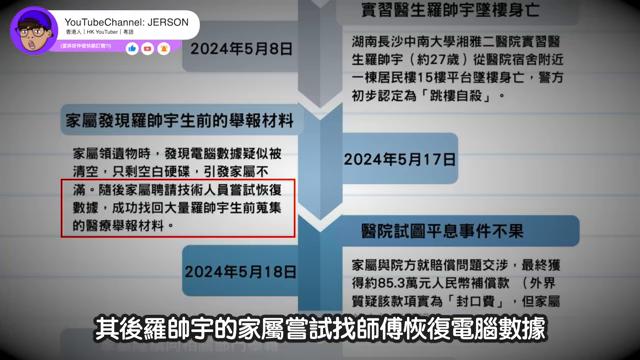 YouTubeChannel: JERSON
香港人｜HK YouTuber｜粵語
實習醫生羅帥宇墜樓身亡
2024年5月8日
湖南長沙中南大學湘雅二醫院實習醫
生羅帥宇（約27歲）從醫院宿舍附近
一棟居民樓15樓平台墜樓身亡，警方
初步認定為「跳樓自殺」。
家屬發現羅帥宇生前的舉報材料
2024年5月17日
家屬領遺物時，發現電腦數據疑似被
清空，只剩空白硬碟，引發家屬不
滿。隨後家屬聘請技術人員嘗試恢復
數據，成功找回大量羅帥宇生前蒐集
的醫療舉報材料。
醫院試圖平息事件不果
2024年5月18日
家屬與院方就賠償問題交涉，最終獲
得約85.3萬元人民幣補償款（外界
質疑該款項實為「封口費」，但家屬
其後羅帥宇的家屬嘗試找師傅恢復電腦數據